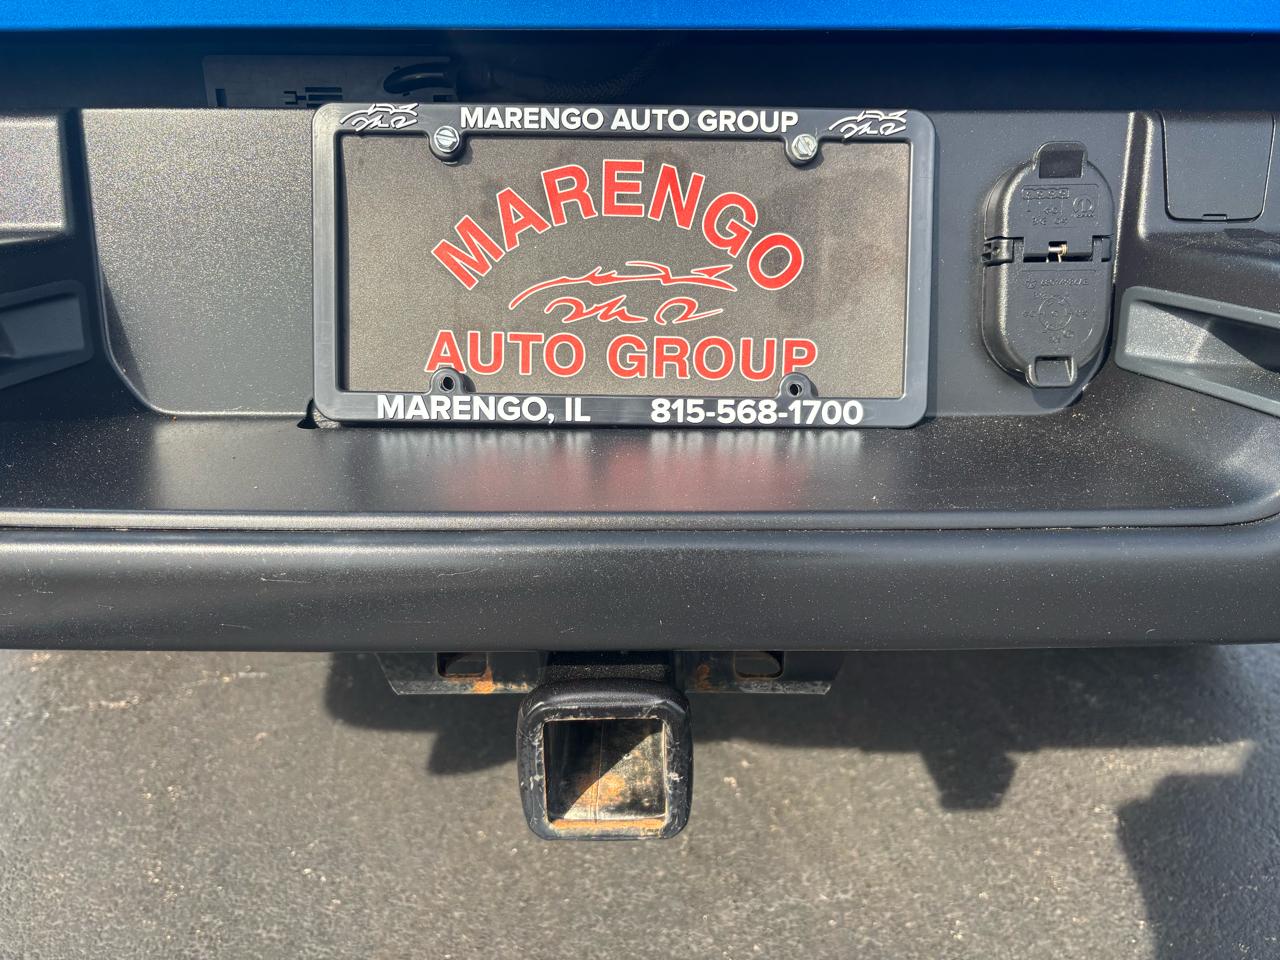 MARENGO AUTO GROUP
MARENGO
AUTO GROUP
MARENGO, IL 815-568-1700